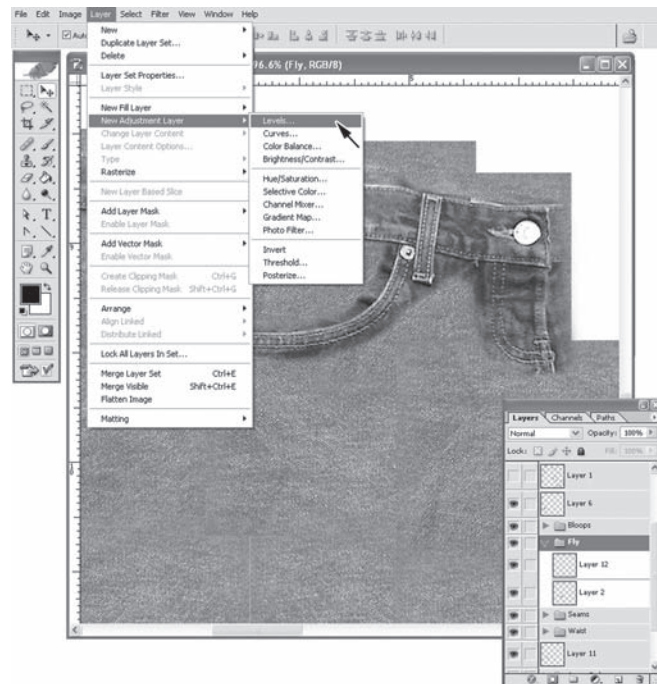 File Edit Image Layer Select Filter View Window Help
New
Duplicate Layer Set...
Delete
Layer Set Properties...
Layer Style
New Fill Layer
New Adjustment Layer
Change Layer Content
Layer Content Options...
Type
Rasterize
New Layer Based Slice
Add Layer Mask
Enable Layer Mask
Add Vector Mask
Enable Vector Mask
Create Clipping Mask Ctrl+G
Release Clipping Mask Shift+Ctrl+G
Arrange
Align Linked
Distribute Linked
Lock All Layers In Set...
Merge Layer Set Ctrl+E
Merge Visible Shift+Ctrl+E
Flatten Image
Matting
96.6% (Fly, RGB/8)
Levels...
Curves...
Color Balance...
Brightness/Contrast...
Hue/Saturation...
Selective Color...
Channel Mixer...
Gradient Map...
Photo Filter...
Invert
Threshold...
Posterize...
Layers Channels Paths
Normal Opacity: 100%
Lock: Fill: 100%
Layer 1
Layer 6
Bloops
Fly
Layer 12
Layer 2
Seams
Waist
Layer 11